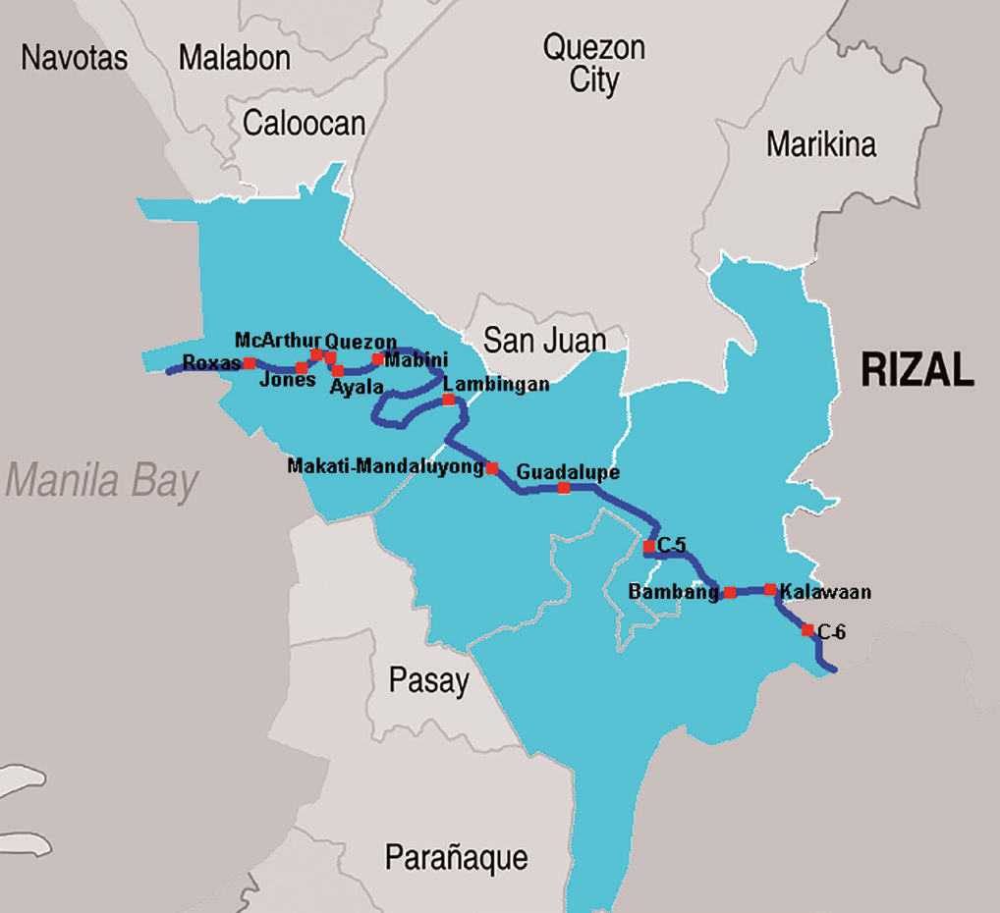 Navotas
Malabon
Quezon
City
Caloocan
Marikina
San Juan
McArthur
Quezon
Roxas
Mabini
Jones
Ayala
Lambingan
RIZAL
Manila Bay
Makati-Mandaluyong
Guadalupe
C-5
Bambang
Kalawaan
C-6
Pasay
Parañaque